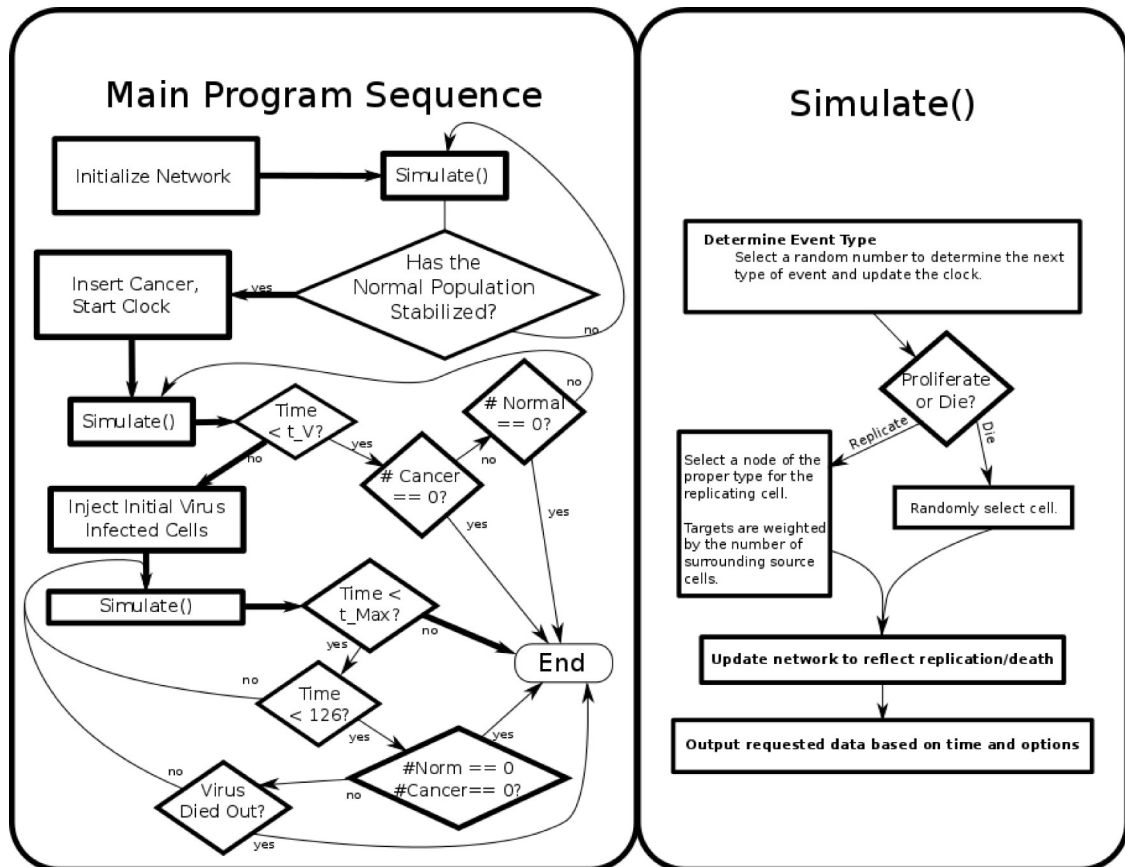 Main Program Sequence
Initialize Network
Simulate()
Has the
Normal Population
Stabilized?
yes
no
Insert Cancer,
Start Clock
Simulate()
Time
< t_V?
yes
no
# Cancer
== 0?
no
yes
# Normal
== 0?
no
yes
Inject Initial Virus
Infected Cells
Simulate()
Time <
t_Max?
no
yes
End
Time
< 126?
no
yes
#Norm == 0
#Cancer== 0?
yes
no
Virus
Died Out?
no
yes
Simulate()
Determine Event Type
Select a random number to determine the next
type of event and update the clock.
Proliferate
or Die?
Replicate
Die
Select a node of the
proper type for the
replicating cell.
Targets are weighted
by the number of
surrounding source
cells.
Randomly select cell.
Update network to reflect replication/death
Output requested data based on time and options